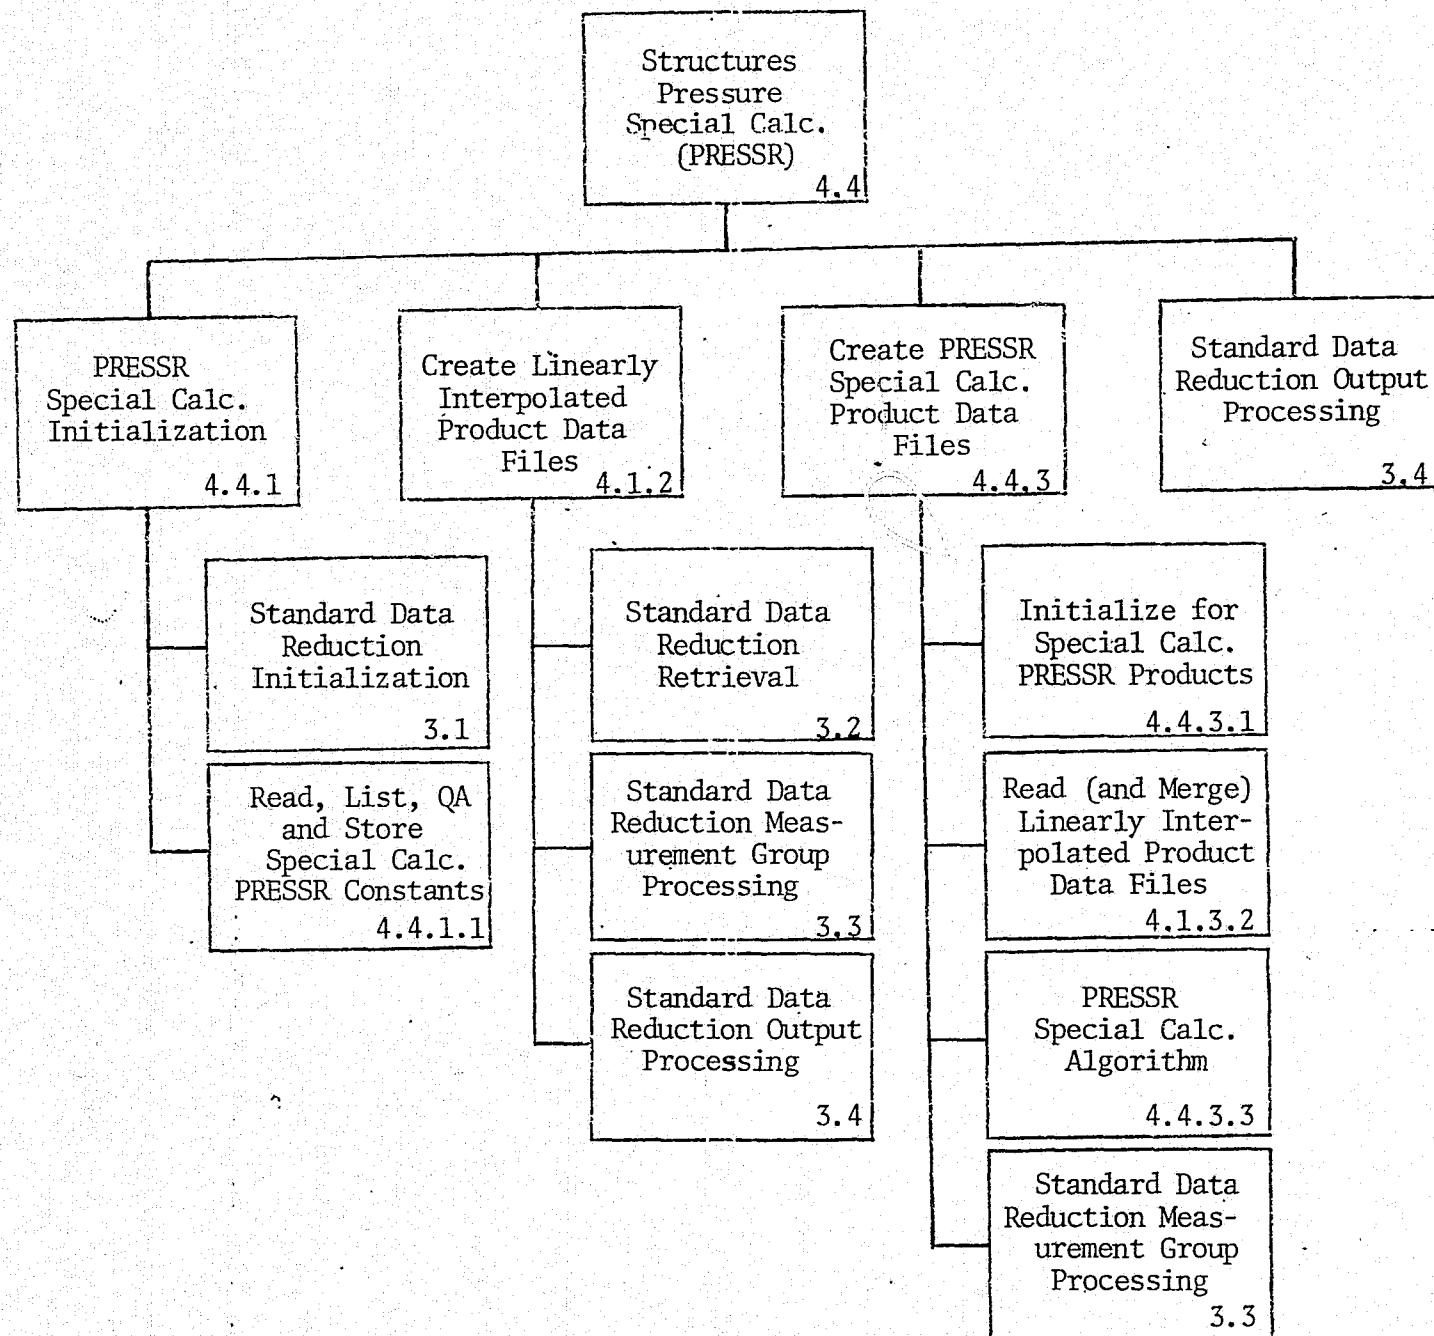 Structures
Pressure
Special Calc.
(PRESSR)
4.4
PRESSR
Special Calc.
Initialization
4.4.1
Create Linearly
Interpolated
Product Data
Files
4.1.2
Create PRESSR
Special Calc.
Product Data
Files
4.4.3
Standard Data
Reduction Output
Processing
3.4
Standard Data
Reduction
Initialization
3.1
Read, List, QA
and Store
Special Calc.
PRESSR Constants
4.4.1.1
Standard Data
Reduction
Retrieval
3.2
Standard Data
Reduction Meas-
urement Group
Processing
3.3
Standard Data
Reduction Output
Processing
3.4
Initialize for
Special Calc.
PRESSR Products
4.4.3.1
Read (and Merge)
Linearly Inter-
polated Product
Data Files
4.1.3.2
PRESSR
Special Calc.
Algorithm
4.4.3.3
Standard Data
Reduction Meas-
urement Group
Processing
3.3